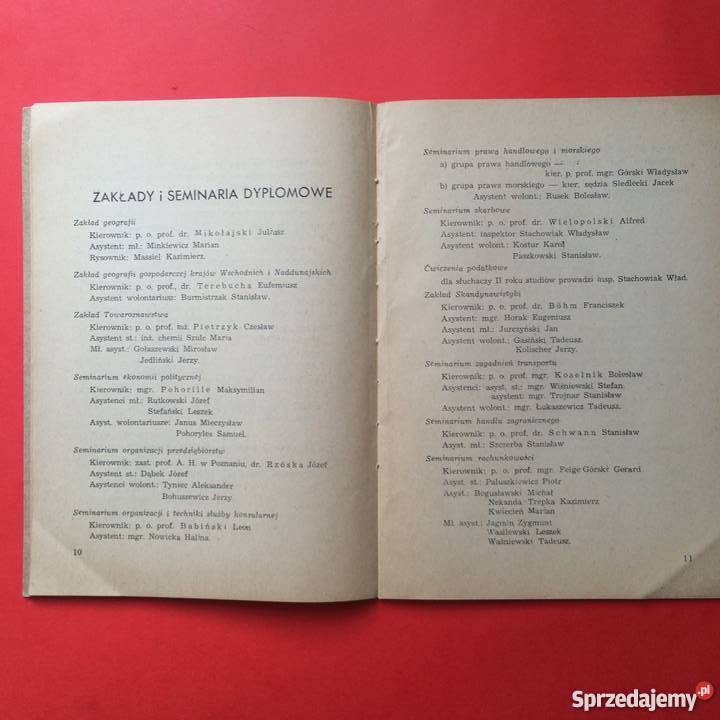 ZAKŁADY i SEMINARIA DYPLOMOWE
Zakład geografii
Kierownik: p. o. prof. dr. Mikołajski Juliusz
Asystent: mł.: Minkiewicz Marian
Rysownik: Massiel Kazimierz.
Zakład geografii gospodarczej krajów Wschodnich i Naddunajskich
Kierownik: p. o. prof., dr. Terebucha Eufemiusz
Asystent wolontariusz: Burmistrzak Stanisław.
Zakład Towaroznawstwa
Kierownik: p. o. prof. inż. Pietrzyk Czesław
Asystent st.: inż. chemii Szulc Maria
Mł. asyst.: Gołaszewski Mirosław
Jedliński Jerzy.
Seminarium ekonomii politycznej
Kierownik: mgr. Pohorille Maksymilian
Asystenci mł.: Rutkowski Józef
Stefański Leszek
Asyst. wolontariusze: Janus Mieczysław
Pohoryles Samuel.
Seminarium organizacji przedsiębiorstw
Kierownik: zast. prof. A. H. w Poznaniu, dr. Rzóska Józef
Asystent st.: Dąbek Józef
Asystenci wolont.: Tyniec Aleksander
Bohuszewicz Jerzy.
Seminarium organizacji i techniki służby konsularnej
Kierownik: p. o. prof. Babiński Leon
Asystent: mgr. Nowicka Halina.
10
Seminarium prawa handlowego i morskiego
a) grupa prawa handlowego —
kier. p. prof. mgr. Górski Władysław
b) grupa prawa morskiego — kier. sędzia Siedlecki Jacek
Asystent wolont.: Rusek Bolesław.
Seminarium skarbowe
Kierownik: p. o. prof. dr. Wielopolski Alfred
Asystent: inspektor Stachowiak Władysław
Asystent wolont.: Kostur Karol
Paszkowski Stanisław.
Ćwiczenia podatkowe
dla słuchaczy II roku studiów prowadzi insp. Stachowiak Wład.
Zakład Skandynawistyki
Kierownik: p. o. prof. dr. Böhm Franciszek
Asystent: mgr. Horak Eugeniusz
Asystent mł.: Jurczyński Jan
Asystent wolont.: Gasiński Tadeusz.
Kolischer Jerzy.
Seminarium zagadnień transportu
Kierownik: p. o. prof. mgr. Koselnik Bolesław
Asystenci: asyst. st.: mgr. Wiśniewski Stefan.
asystent: mgr. Trojnar Stanisław
Asystent wolont.: mgr. Łukaszewicz Tadeusz.
Seminarium handlu zagranicznego
Kierownik: p. o. prof. dr. Schwann Stanisław
Asystent mł.: Szczerba Stanisław
Seminarium rachunkowości
Kierownik: p. o. prof. mgr. Feige Górski Gerard
Asyst. st.: Paluszkiewicz Piotr
Asyst.: Bogusławski Michał
Nekanda Trepka Kazimierz
Kwiecień Marian
Mł. asyst.: Jagmin Zygmunt
Wasilewski Leszek
Waśniewski Tadeusz.
11
Sprzedajemy.pl